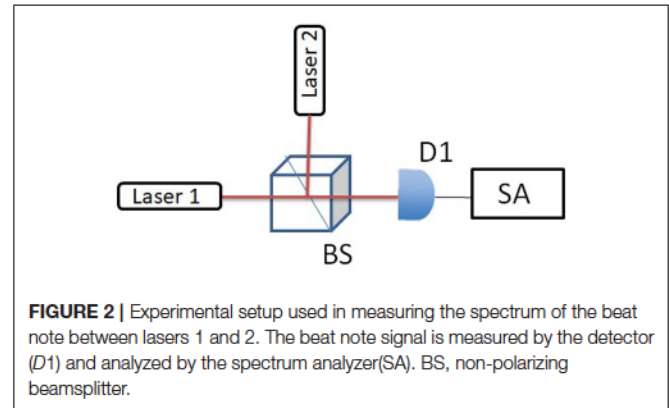 Laser 2
D1
Laser 1
SA
BS
FIGURE 2 | Experimental setup used in measuring the spectrum of the beat
note between lasers 1 and 2. The beat note signal is measured by the detector
(D1) and analyzed by the spectrum analyzer(SA). BS, non-polarizing
beamsplitter.